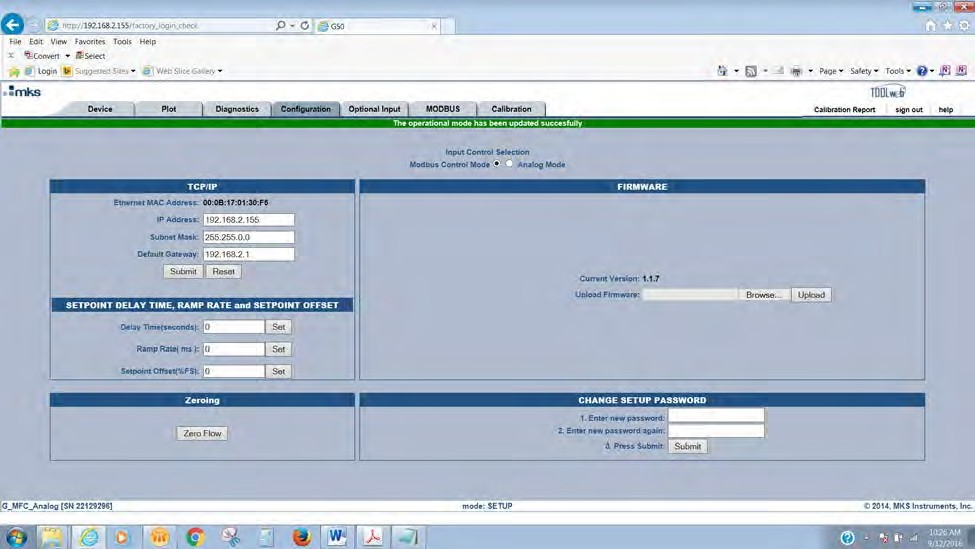 http://192.168.2.155/factory_login_check
G50
File Edit View Favorites Tools Help
x Convert Select
Login Suggested Sites Web Slice Gallery
Page Safety Tools
mks
TOOLweb
Device Plot Diagnostics Configuration Optional Input MODBUS Calibration
Calibration Report sign out help
The operational mode has been updated succesfully
Input Control Selection
Modbus Control Mode Analog Mode
TCP/IP
Ethernet MAC Address: 00:0B:17:01:30:F6
IP Address: 192.168.2.155
Subnet Mask: 255.255.0.0
Default Gateway: 192.168.2.1
Submit Reset
SETPOINT DELAY TIME, RAMP RATE and SETPOINT OFFSET
Delay Time(seconds): 0 Set
Ramp Rate( ms ): 0 Set
Setpoint Offset(%FS): 0 Set
FIRMWARE
Current Version: 1.1.7
Upload Firmware: Browse... Upload
Zeroing
Zero Flow
CHANGE SETUP PASSWORD
1. Enter new password:
2. Enter new password again:
3. Press Submit: Submit
G_MFC_Analog [SN 22129296]
mode: SETUP
© 2014, MKS Instruments, Inc.
10:26 AM
9/12/2016